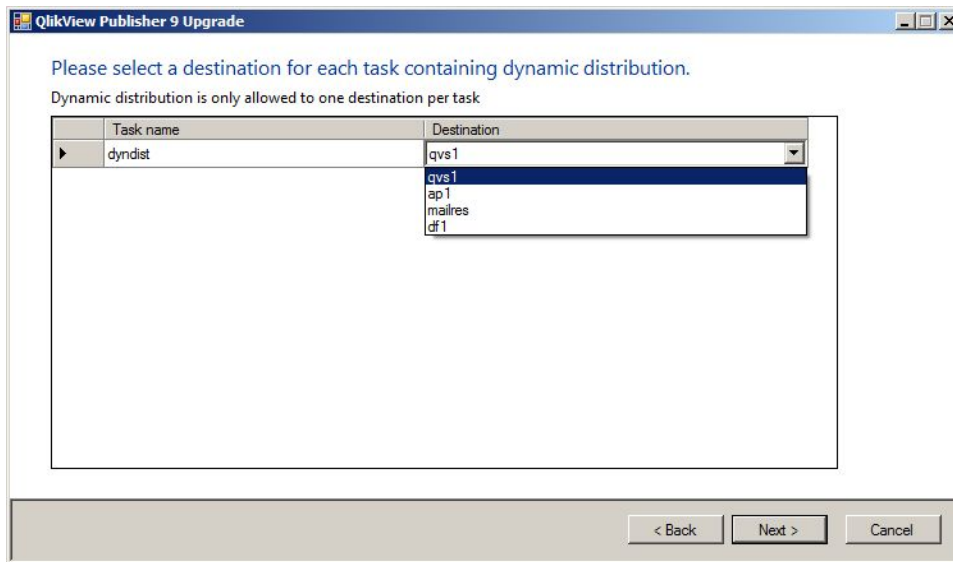 QlikView Publisher 9 Upgrade
Please select a destination for each task containing dynamic distribution.
Dynamic distribution is only allowed to one destination per task
Task name Destination
dyndist qvs1
qvs1
ap1
mailres
df1
< Back Next > Cancel